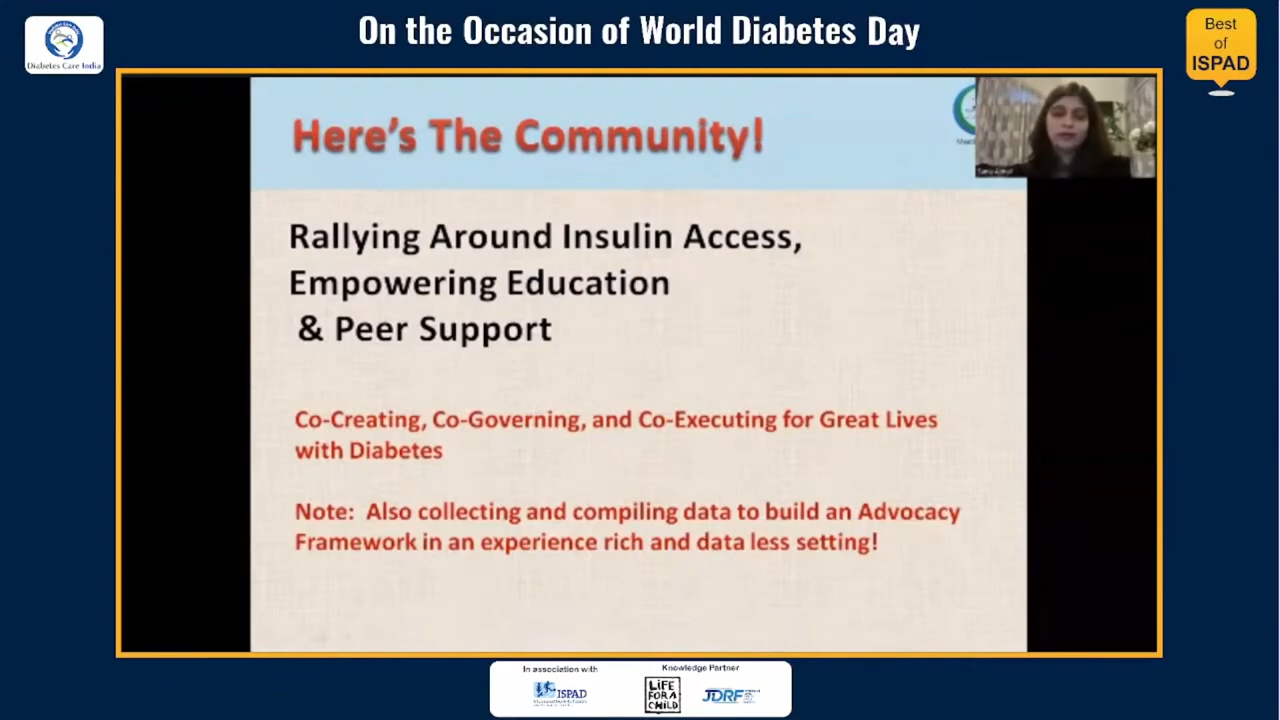 On the Occasion of World Diabetes Day
Diabetes Care India
Best
of
ISPAD
Here's The Community!
Rallying Around Insulin Access,
Empowering Education
& Peer Support
Co-Creating, Co-Governing, and Co-Executing for Great Lives
with Diabetes
Note: Also collecting and compiling data to build an Advocacy
Framework in an experience rich and data less setting!
In association with
ISPAD
Knowledge Partner
LiFE
FOR A
CHILD
JDRF